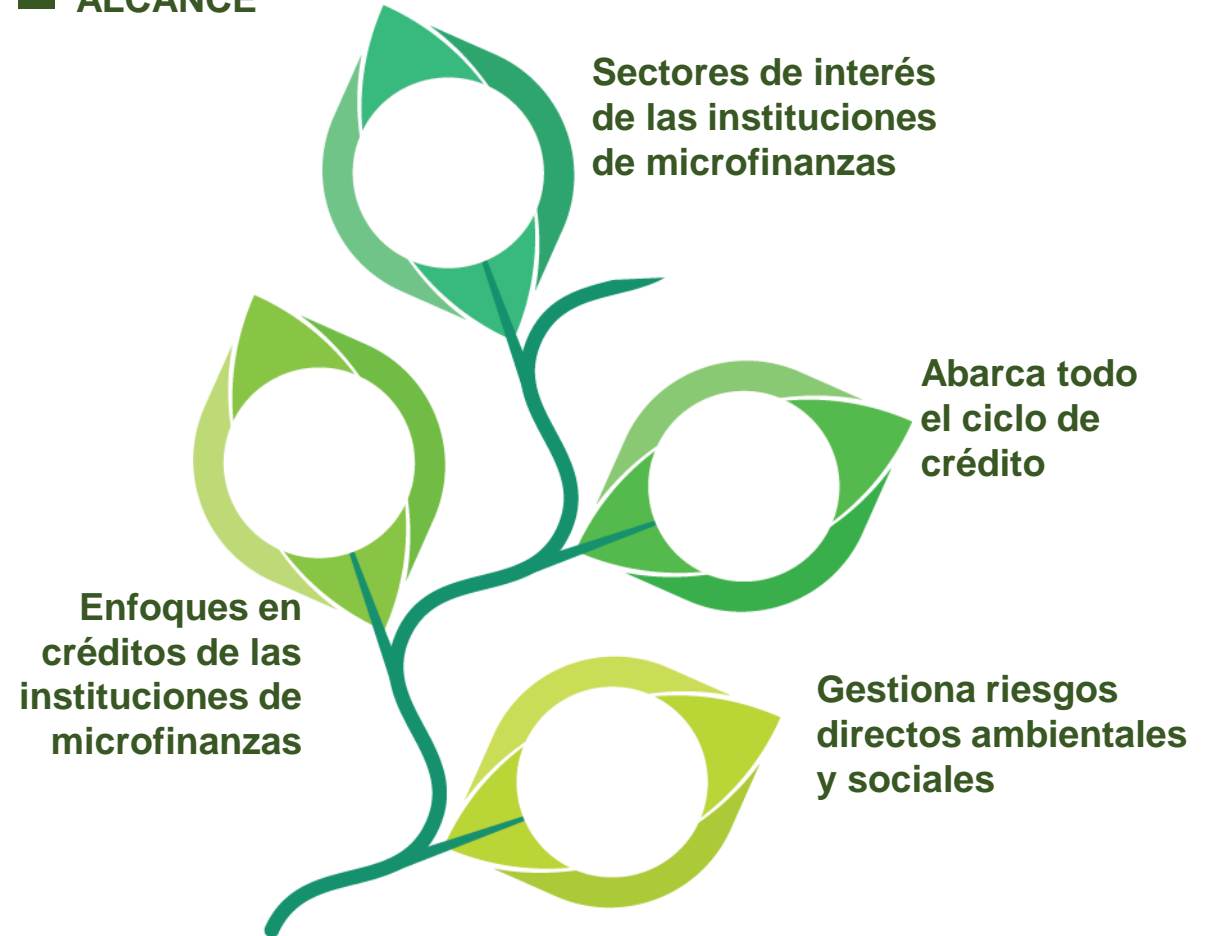 ALCANCE
Sectores de interés
de las instituciones
de microfinanzas
Abarca todo
el ciclo de
crédito
Enfoques en
créditos de las
instituciones de
microfinanzas
Gestiona riesgos
directos ambientales
y sociales